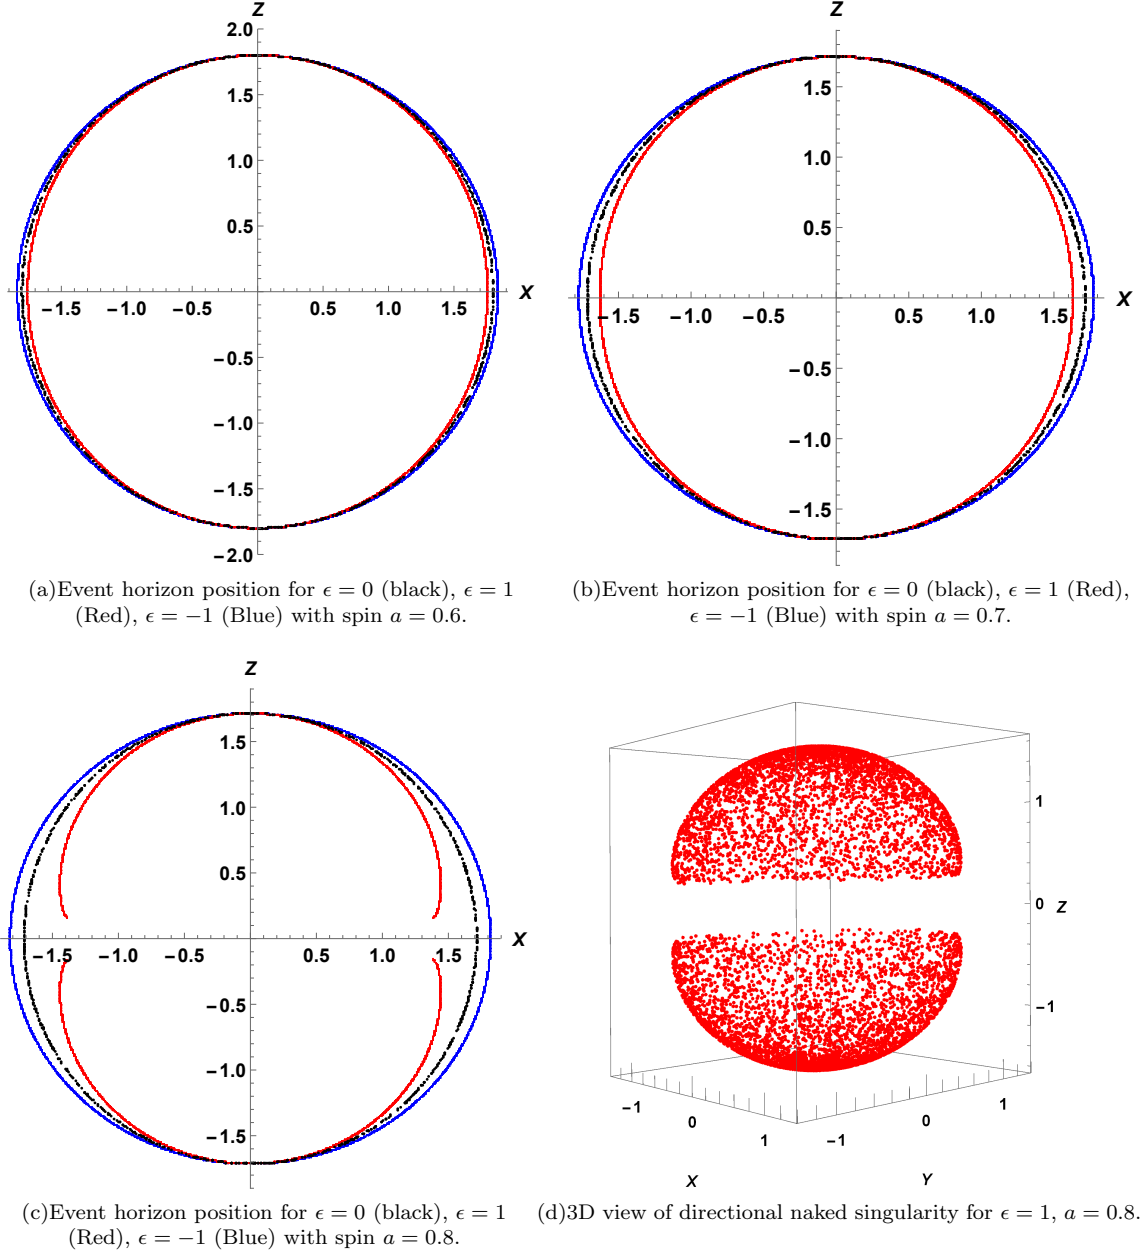 Z
2.0
1.5
1.0
0.5
−1.5 −1.0 −0.5 0.5 1.0 1.5 X
−0.5
−1.0
−1.5
−2.0
(a)Event horizon position for ϵ = 0 (black), ϵ = 1
(Red), ϵ = −1 (Blue) with spin a = 0.6.
Z
1.5
1.0
0.5
−1.5 −1.0 −0.5 0.5 1.0 1.5 X
−0.5
−1.0
−1.5
(b)Event horizon position for ϵ = 0 (black), ϵ = 1 (Red),
ϵ = −1 (Blue) with spin a = 0.7.
Z
1.5
1.0
0.5
−1.5 −1.0 −0.5 0.5 1.0 1.5 X
−0.5
−1.0
−1.5
(c)Event horizon position for ϵ = 0 (black), ϵ = 1
(Red), ϵ = −1 (Blue) with spin a = 0.8.
1
0 Z
−1
−1 0 1
X
−1 0 1
Y
(d)3D view of directional naked singularity for ϵ = 1, a = 0.8.